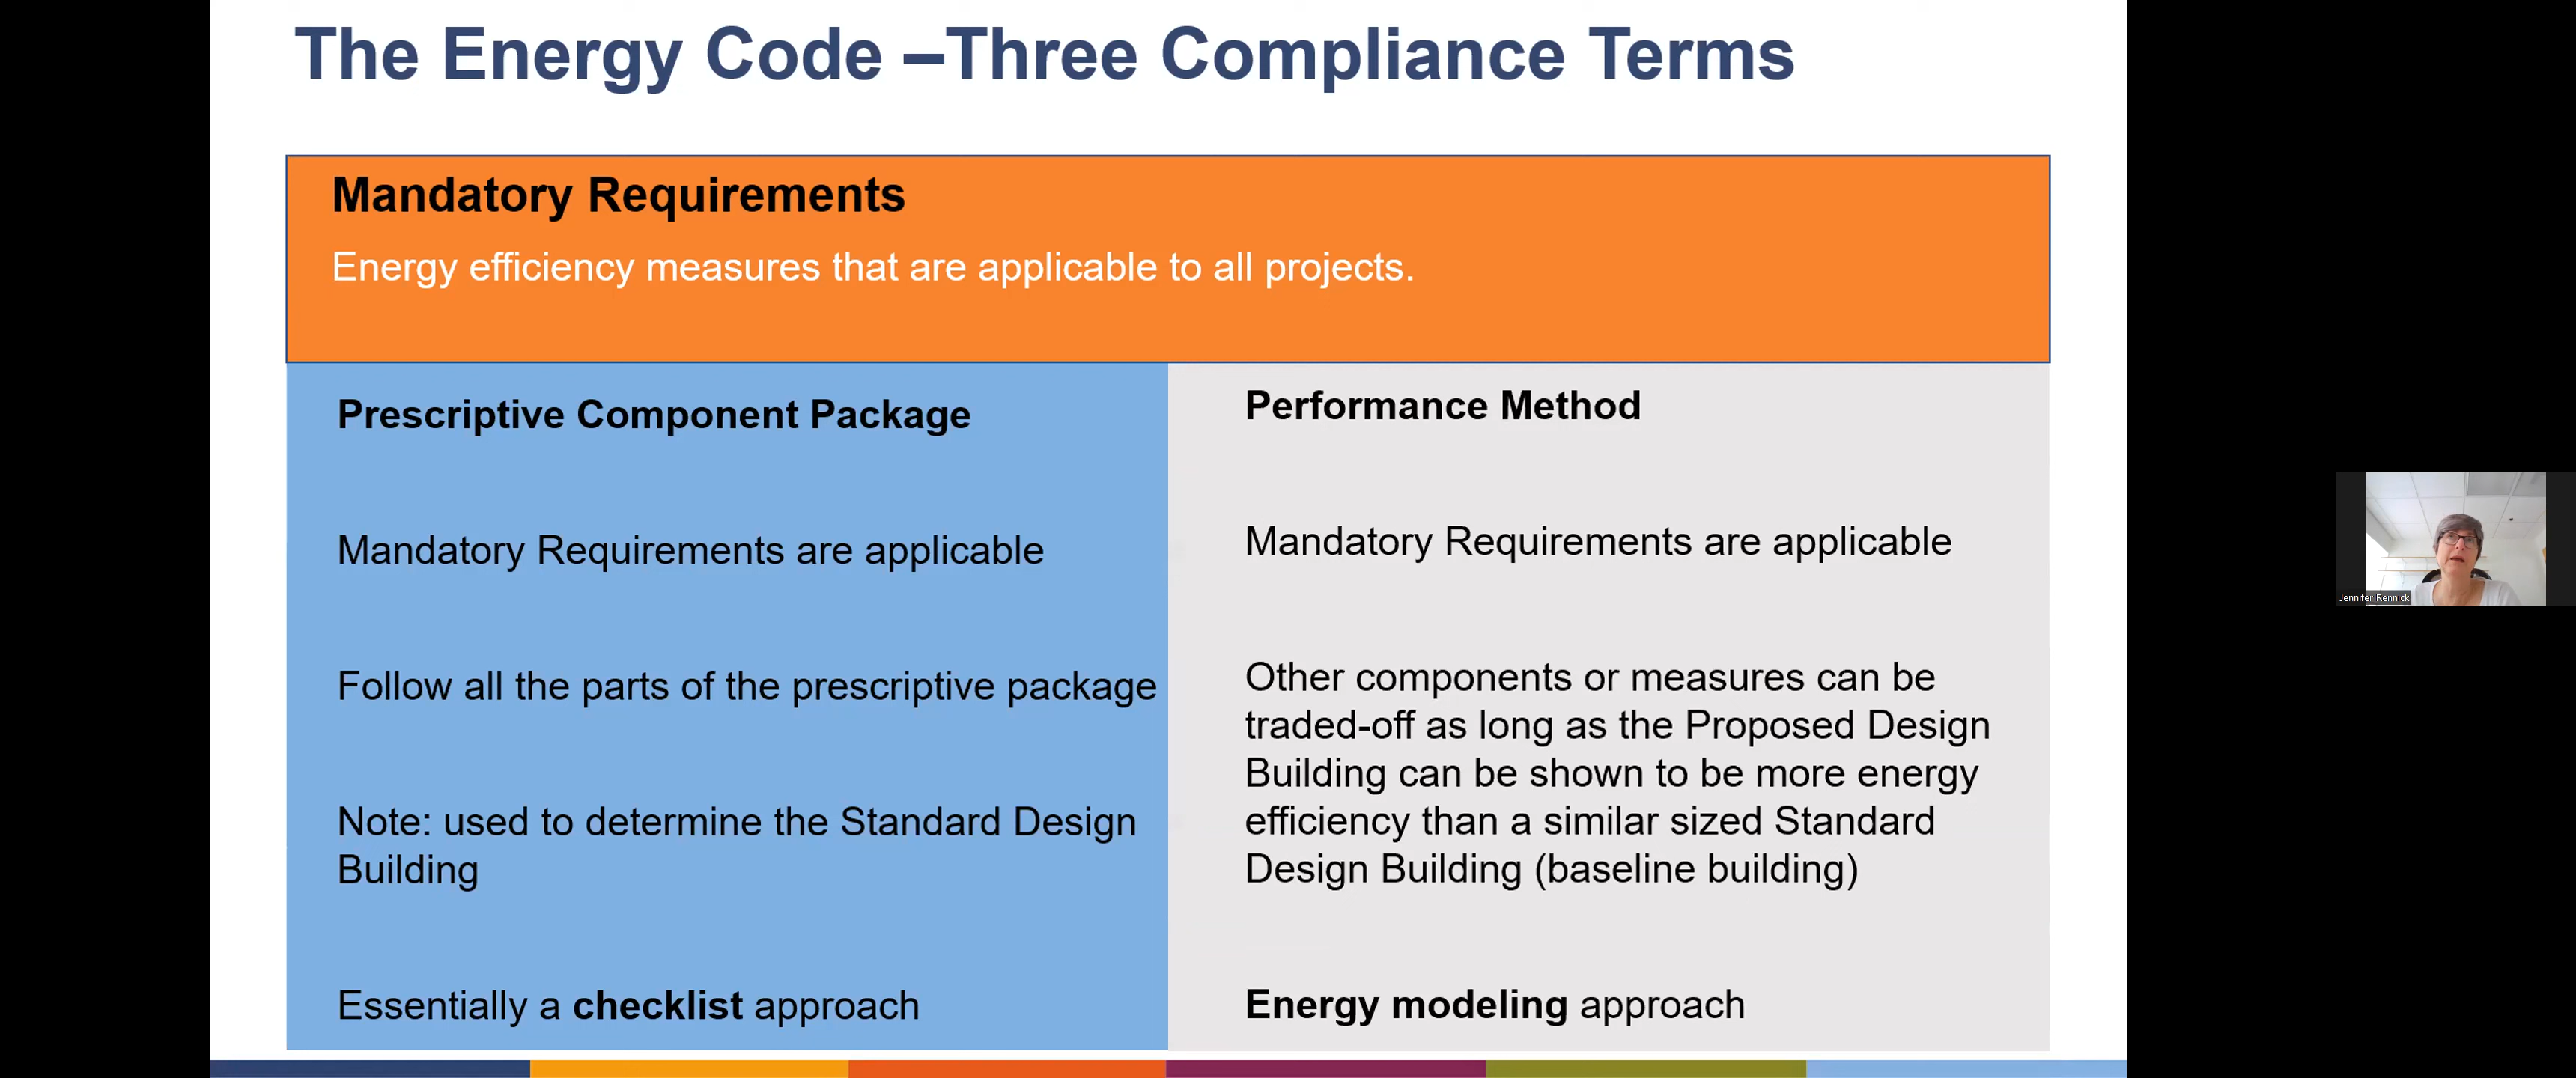 The Energy Code –Three Compliance Terms
Mandatory Requirements
Energy efficiency measures that are applicable to all projects.
Prescriptive Component Package
Mandatory Requirements are applicable
Follow all the parts of the prescriptive package
Note: used to determine the Standard Design
Building
Essentially a checklist approach
Performance Method
Mandatory Requirements are applicable
Other components or measures can be
traded-off as long as the Proposed Design
Building can be shown to be more energy
efficiency than a similar sized Standard
Design Building (baseline building)
Energy modeling approach
Jennifer Rennick